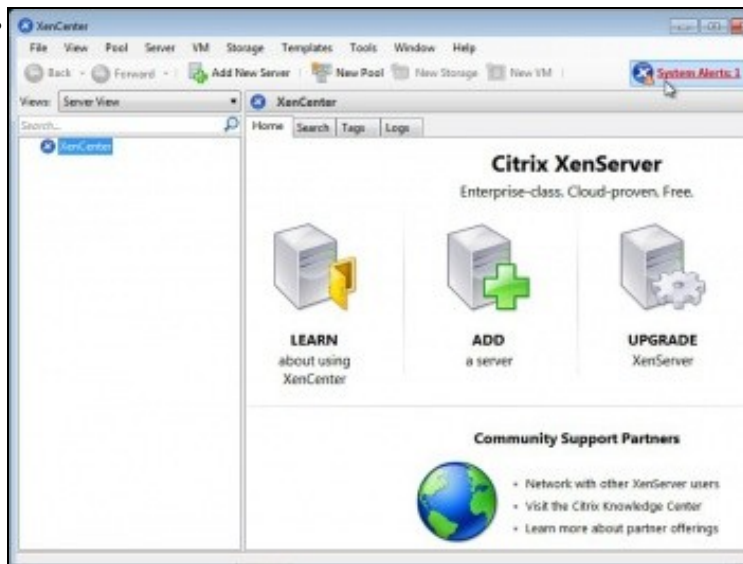 XenCenter
File View Pool Server VM Storage Templates Tools Window Help
Back Forward Add New Server New Pool New Storage New VM System Alerts: 1
Views: Server View XenCenter
Search... Home Search Tags Logs
XenCenter
Citrix XenServer
Enterprise-class. Cloud-proven. Free.
LEARN ADD UPGRADE
about using a server XenServer
XenCenter
Community Support Partners
• Network with other XenServer users
• Visit the Citrix Knowledge Center
• Learn more about partner offerings